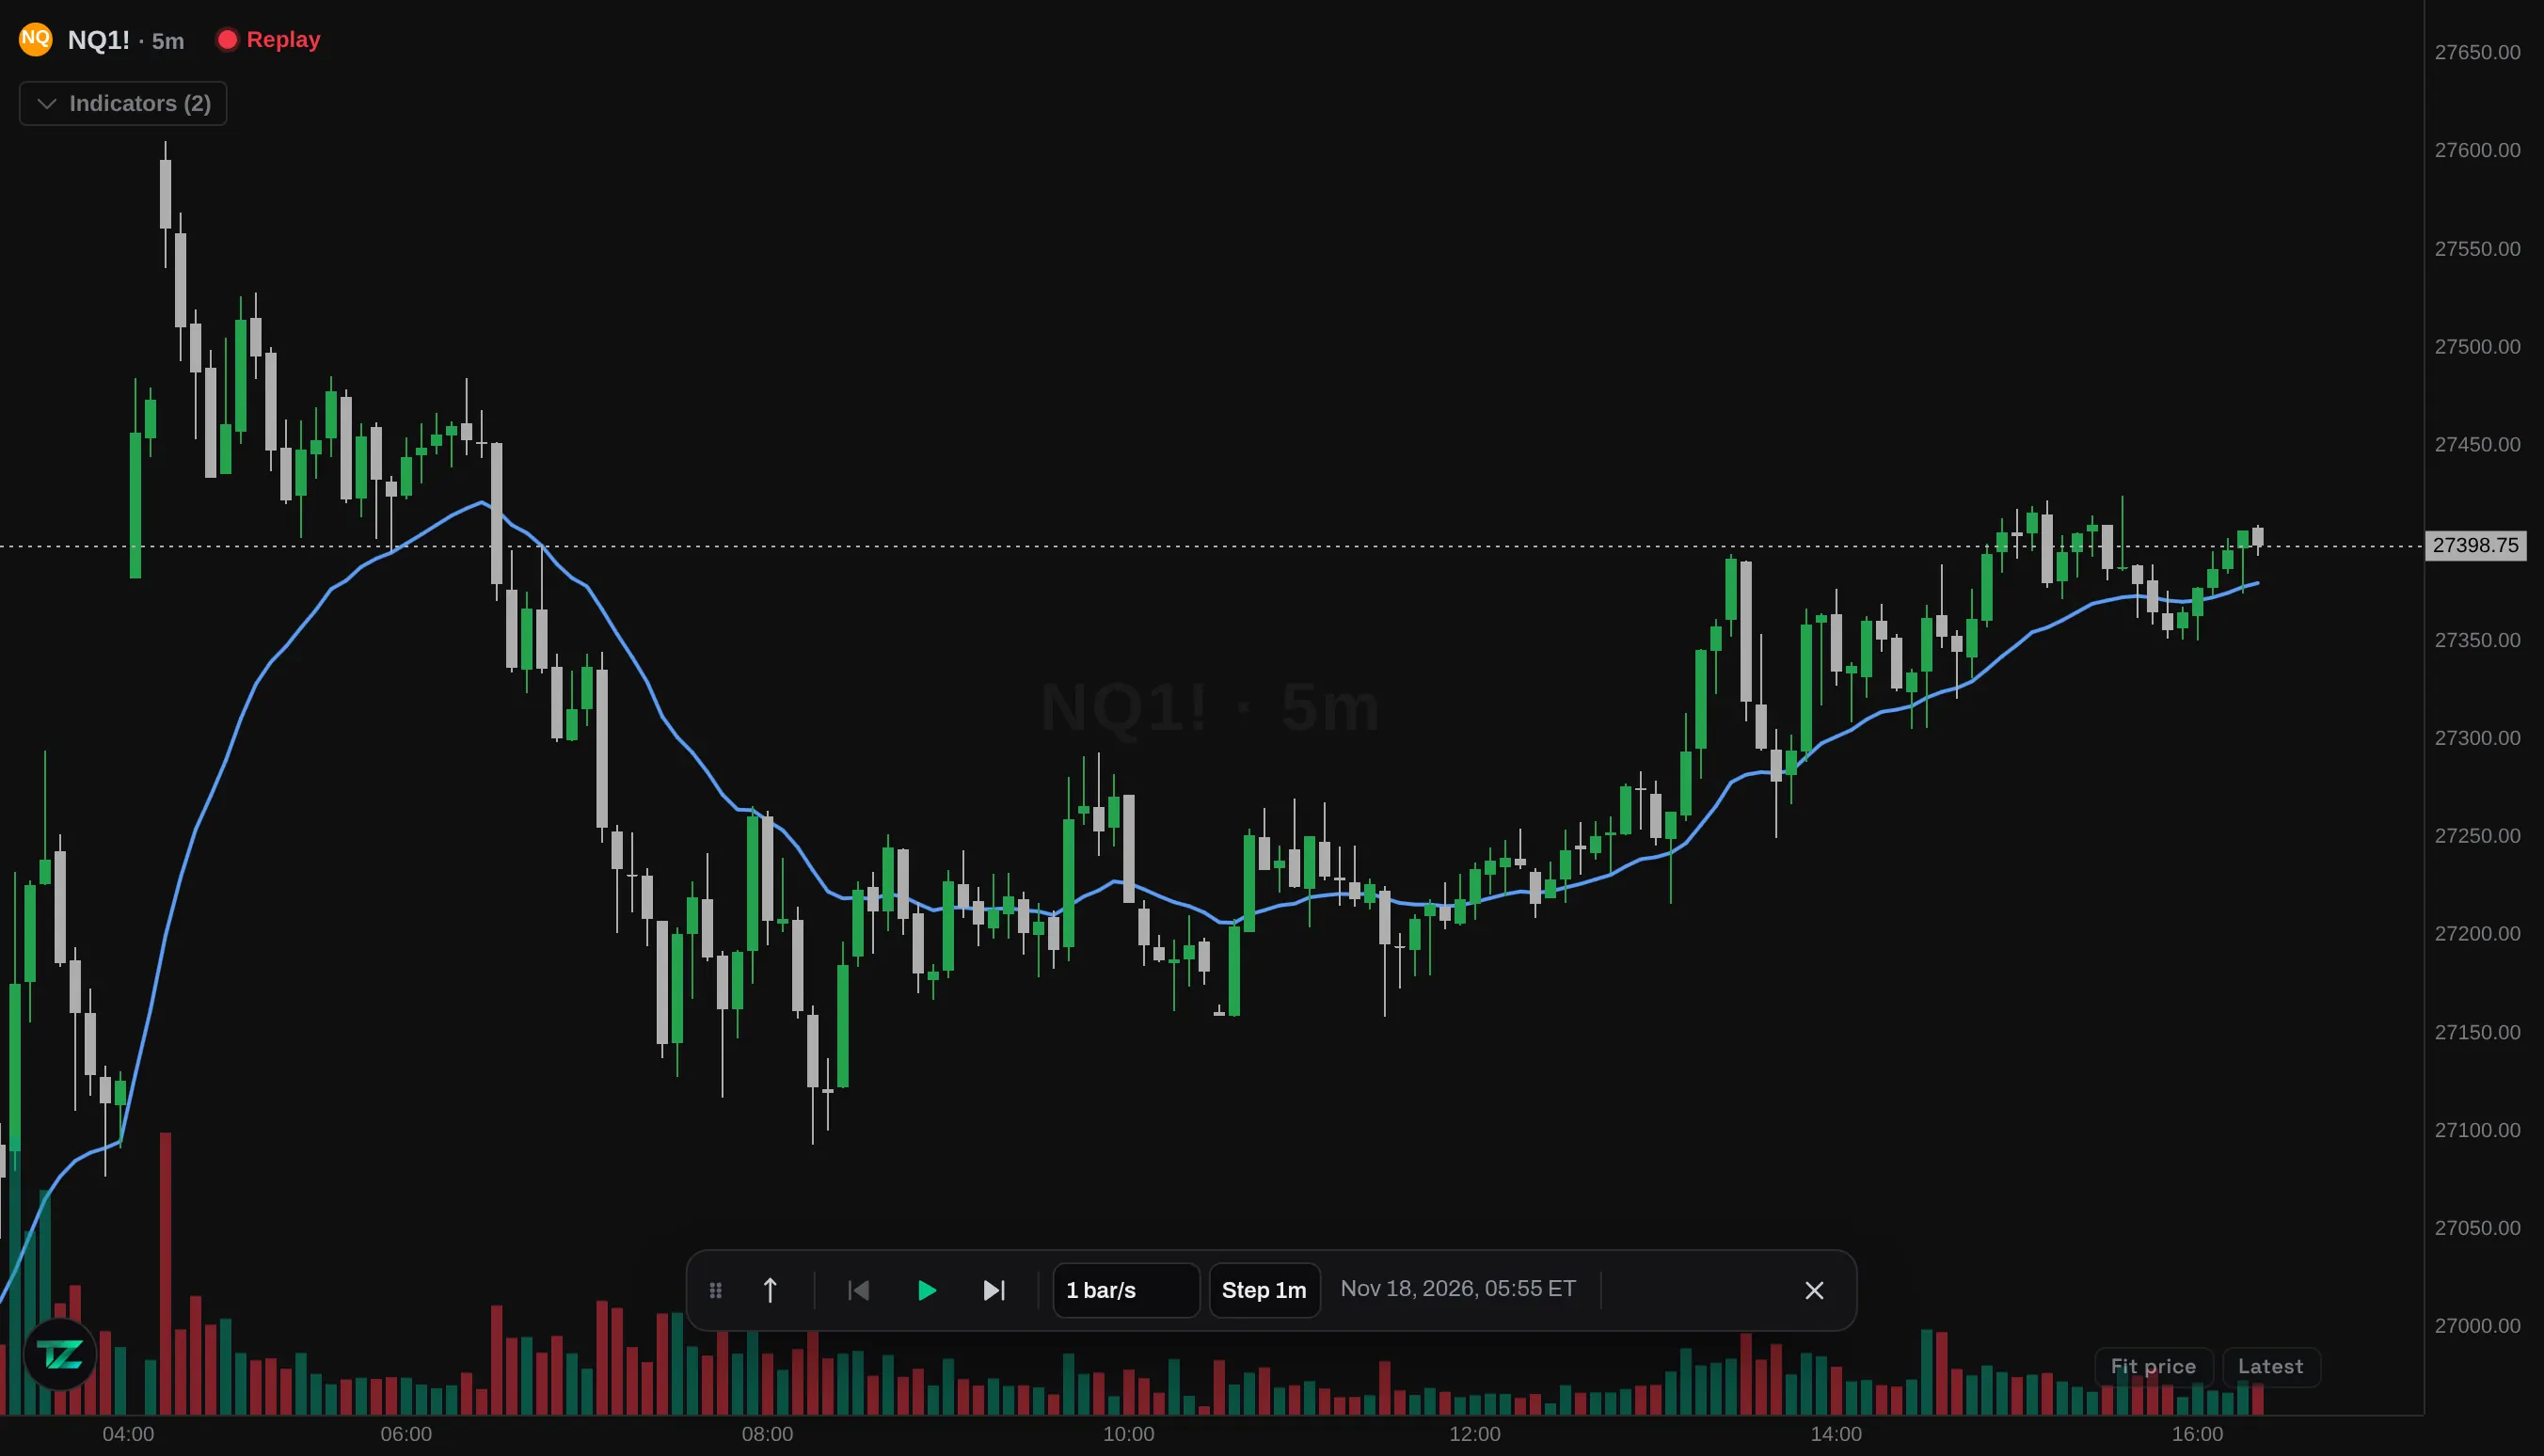 NQ NQ1! · 5m Replay
Indicators (2)
27650.00
27600.00
27550.00
27500.00
27450.00
27398.75
27350.00
27300.00
27250.00
27200.00
27150.00
27100.00
27050.00
27000.00
NQ1! · 5m
1 bar/s Step 1m Nov 18, 2026, 05:55 ET
Fit price Latest
TZ
04:00 06:00 08:00 10:00 12:00 14:00 16:00